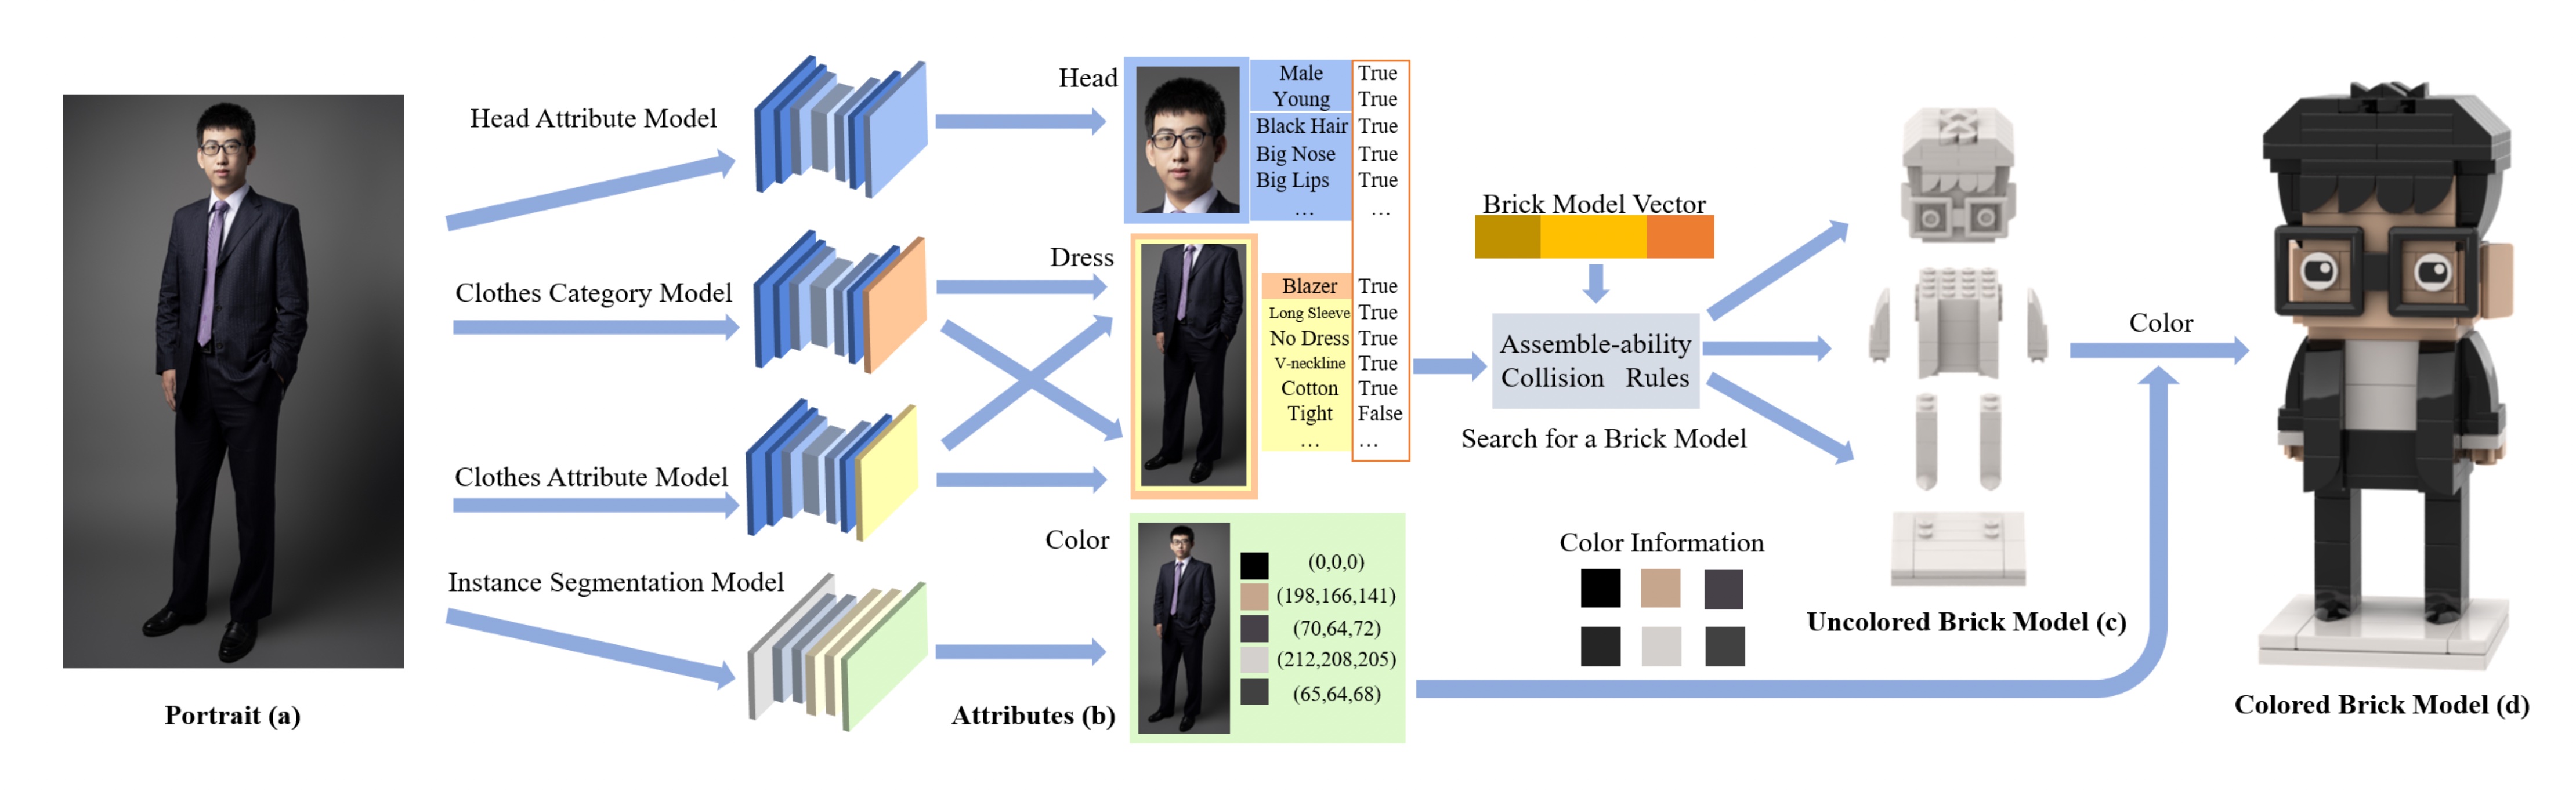 Head Attribute Model
Clothes Category Model
Clothes Attribute Model
Instance Segmentation Model
Portrait (a)
Head
Male True
Young True
Black Hair True
Big Nose True
Big Lips True
… …
Dress
Blazer True
Long Sleeve True
No Dress True
V-neckline True
Cotton True
Tight False
… …
Color
(0,0,0)
(198,166,141)
(70,64,72)
(212,208,205)
(65,64,68)
Attributes (b)
Brick Model Vector
Assemble-ability
Collision Rules
Search for a Brick Model
Color Information
Uncolored Brick Model (c)
Color
Colored Brick Model (d)